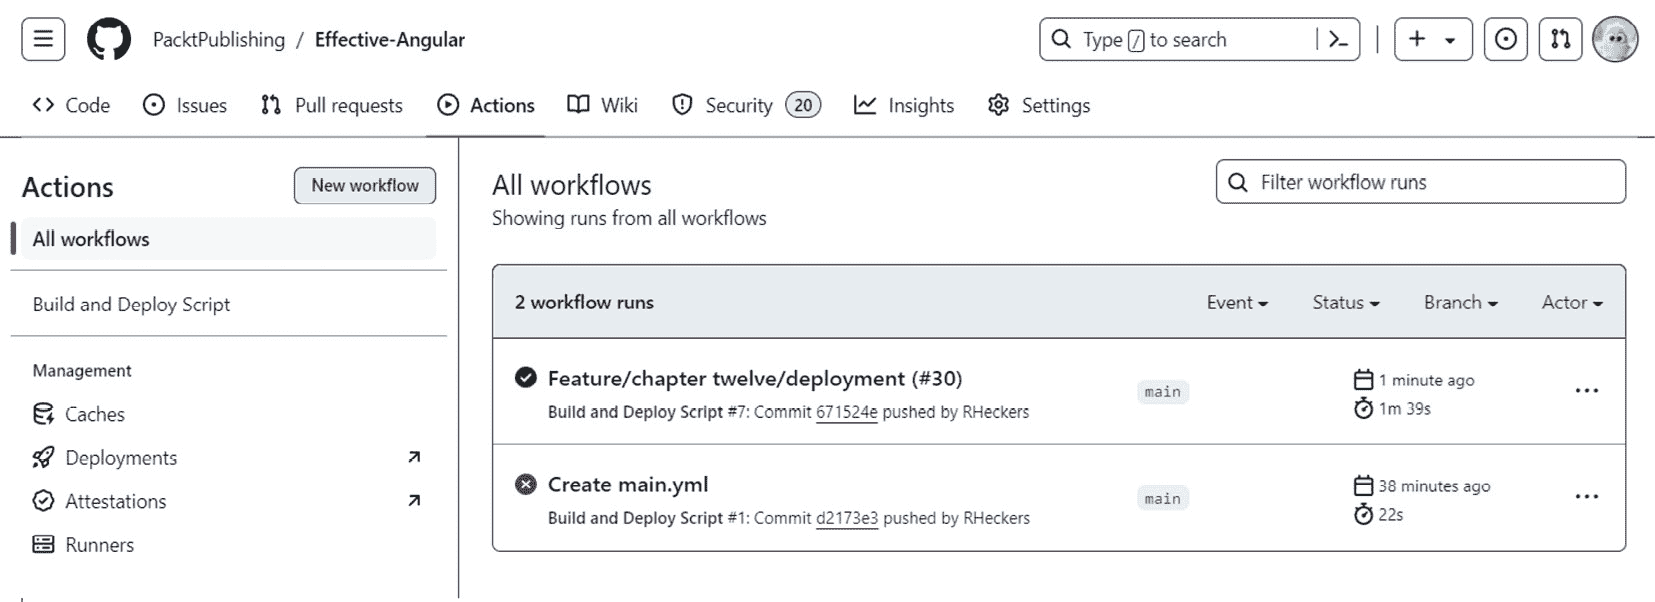 PacktPublishing / Effective-Angular
Type / to search
Code Issues Pull requests Actions Wiki Security 20 Insights Settings
Actions
New workflow
All workflows
Build and Deploy Script
Management
Caches
Deployments
Attestations
Runners
All workflows
Showing runs from all workflows
Filter workflow runs
2 workflow runs Event Status Branch Actor
Feature/chapter twelve/deployment (#30)
Build and Deploy Script #7: Commit 671524e pushed by RHeckers
main
1 minute ago
1m 39s
Create main.yml
Build and Deploy Script #1: Commit d2173e3 pushed by RHeckers
main
38 minutes ago
22s